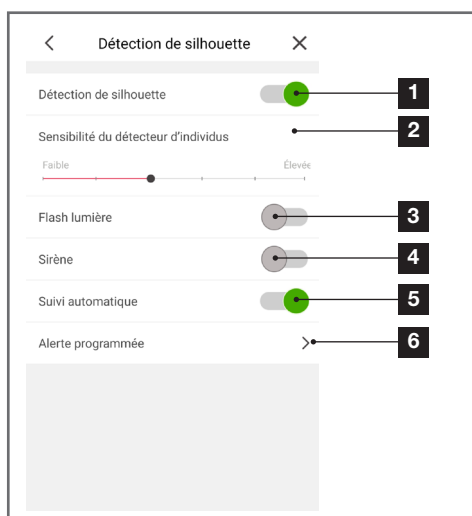 Détection de silhouette
Détection de silhouette
1
Sensibilité du détecteur d'individus
2
Faible
Élevée
Flash lumière
3
Sirène
4
Suivi automatique
5
Alerte programmée
6